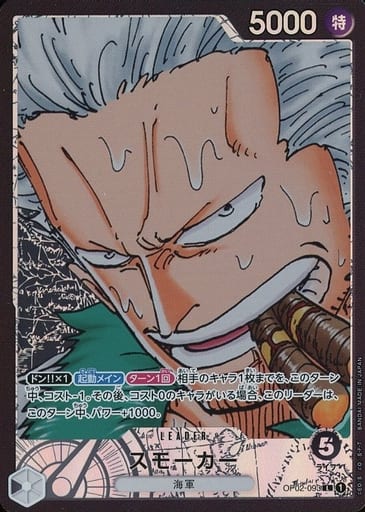 5000 特
ドン!!×1 起動メイン ターン1回 相手のキャラ1枚までを、このターン
中、コスト-1。その後、コスト0のキャラがいる場合、このリーダーは、
このターン中、パワー+1000。
LEADER
スモーカー
海軍
5
OP02-093 L 1
BANDAI MADE IN JAPAN